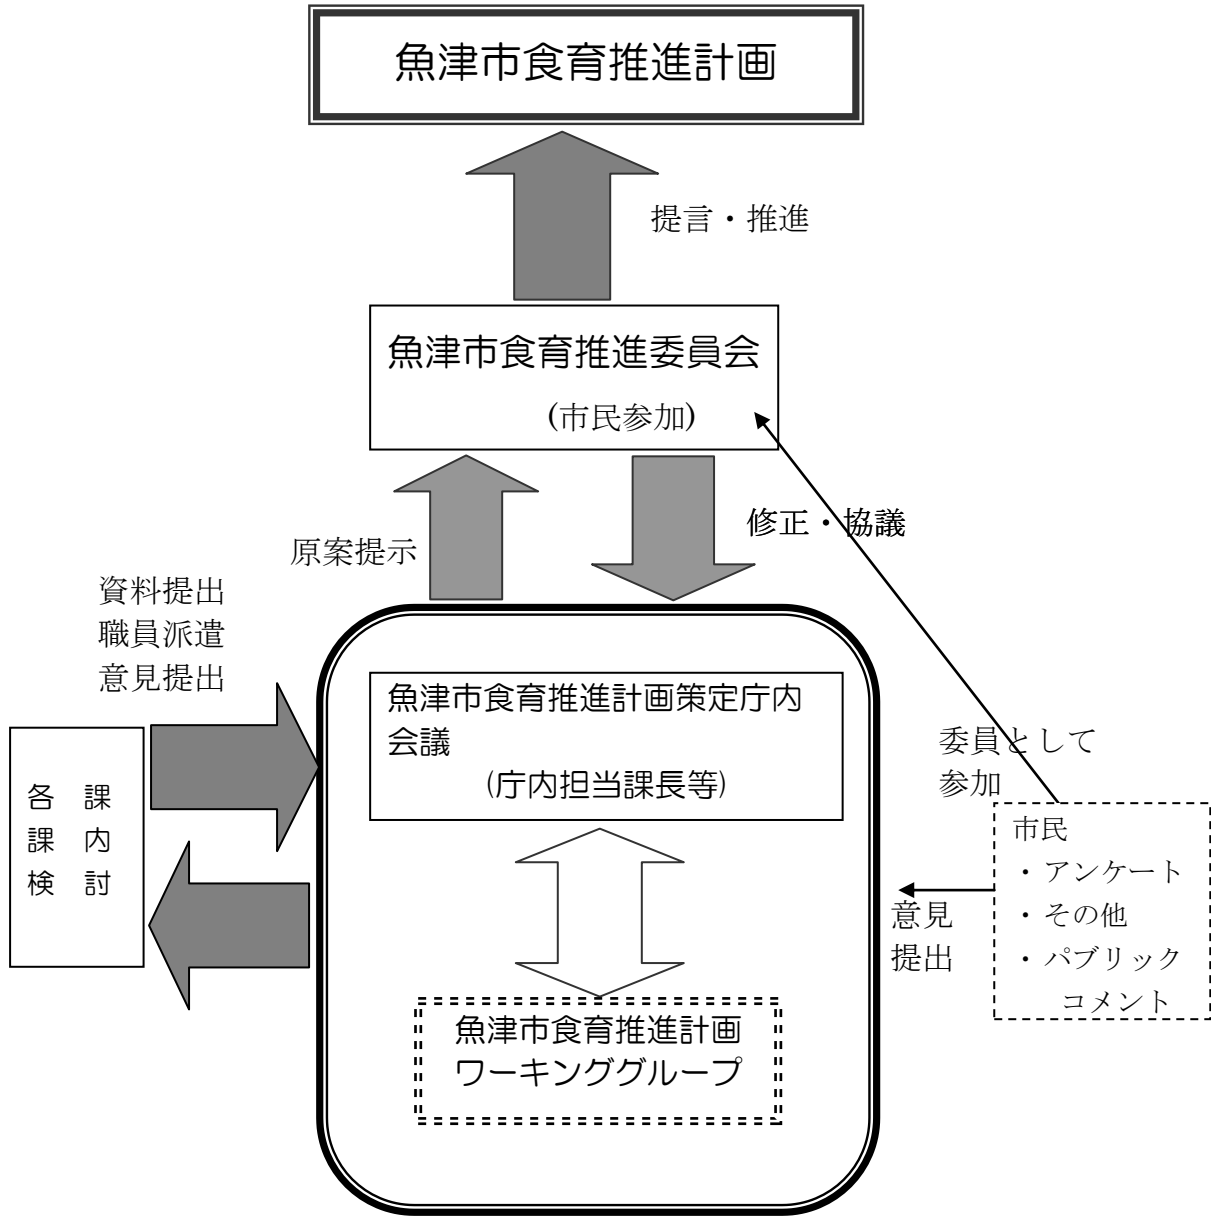 魚津市食育推進計画
提言・推進
魚津市食育推進委員会
(市民参加)
修正・協議
原案提示
資料提出
職員派遣
意見提出
魚津市食育推進計画策定庁内
会議
(庁内担当課長等)
各　課
課　内
検　討
委員として
参加
市民
・アンケート
・その他
・パブリック
コメント
意見
提出
魚津市食育推進計画
ワーキンググループ